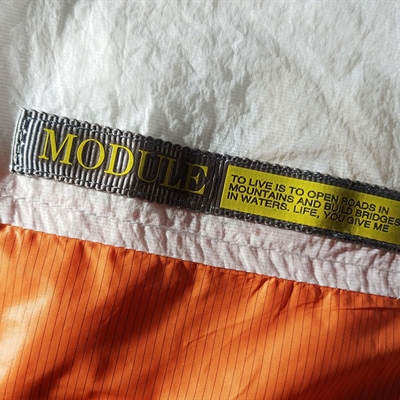 MODULE
TO LIVE IS TO OPEN ROADS IN
MOUNTAINS AND BUILD BRIDGES
IN WATERS. LIFE, YOU GIVE ME